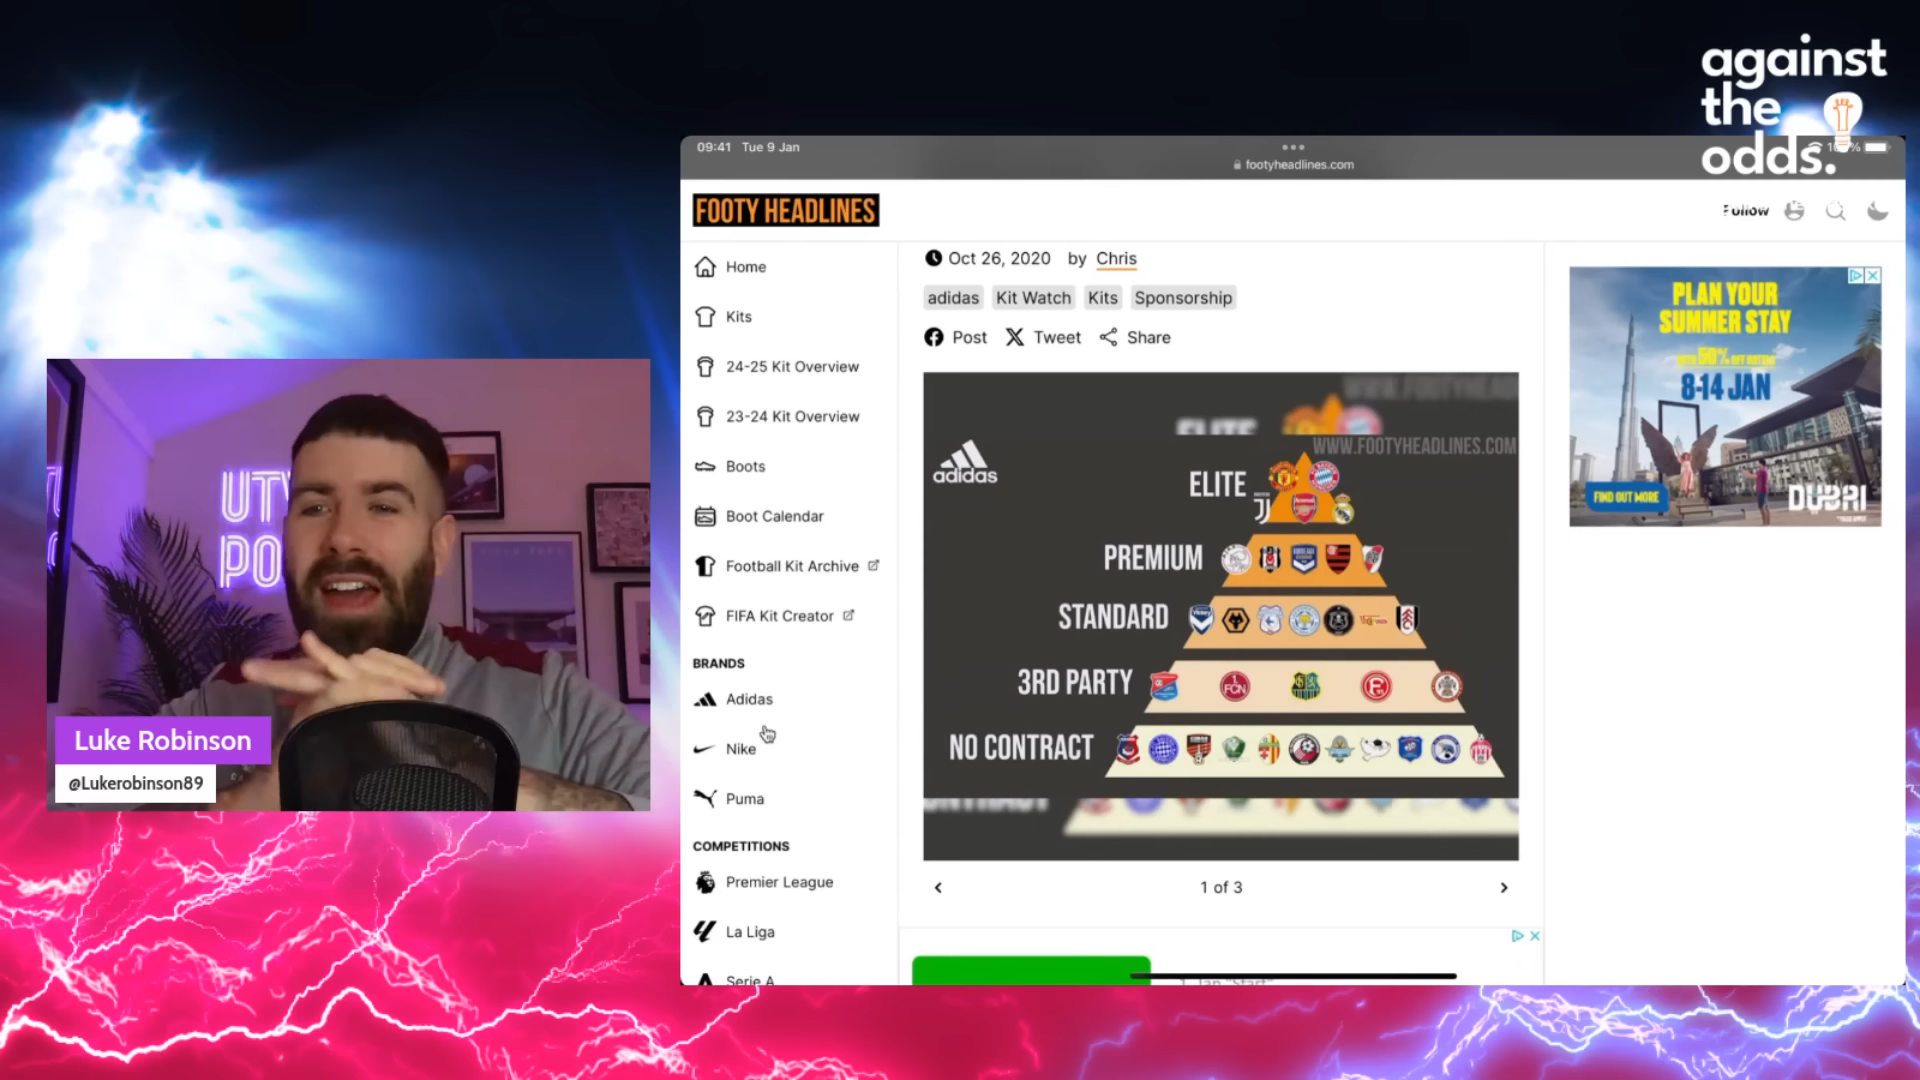 against
the
odds.
09:41 Tue 9 Jan
footyheadlines.com
FOOTY HEADLINES
Follow
Home
Kits
24-25 Kit Overview
23-24 Kit Overview
Boots
Boot Calendar
Football Kit Archive
FIFA Kit Creator
BRANDS
Adidas
Nike
Puma
COMPETITIONS
Premier League
La Liga
Serie A
Oct 26, 2020 by Chris
adidas Kit Watch Kits Sponsorship
Post Tweet Share
ELITE
WWW.FOOTYHEADLINES.COM
adidas
ELITE
PREMIUM
STANDARD
3RD PARTY
NO CONTRACT
1 of 3
PLAN YOUR
SUMMER STAY
50%
8-14 JAN
FIND OUT MORE
DUBAI
UTV
PO
Luke Robinson
@Lukerobinson89